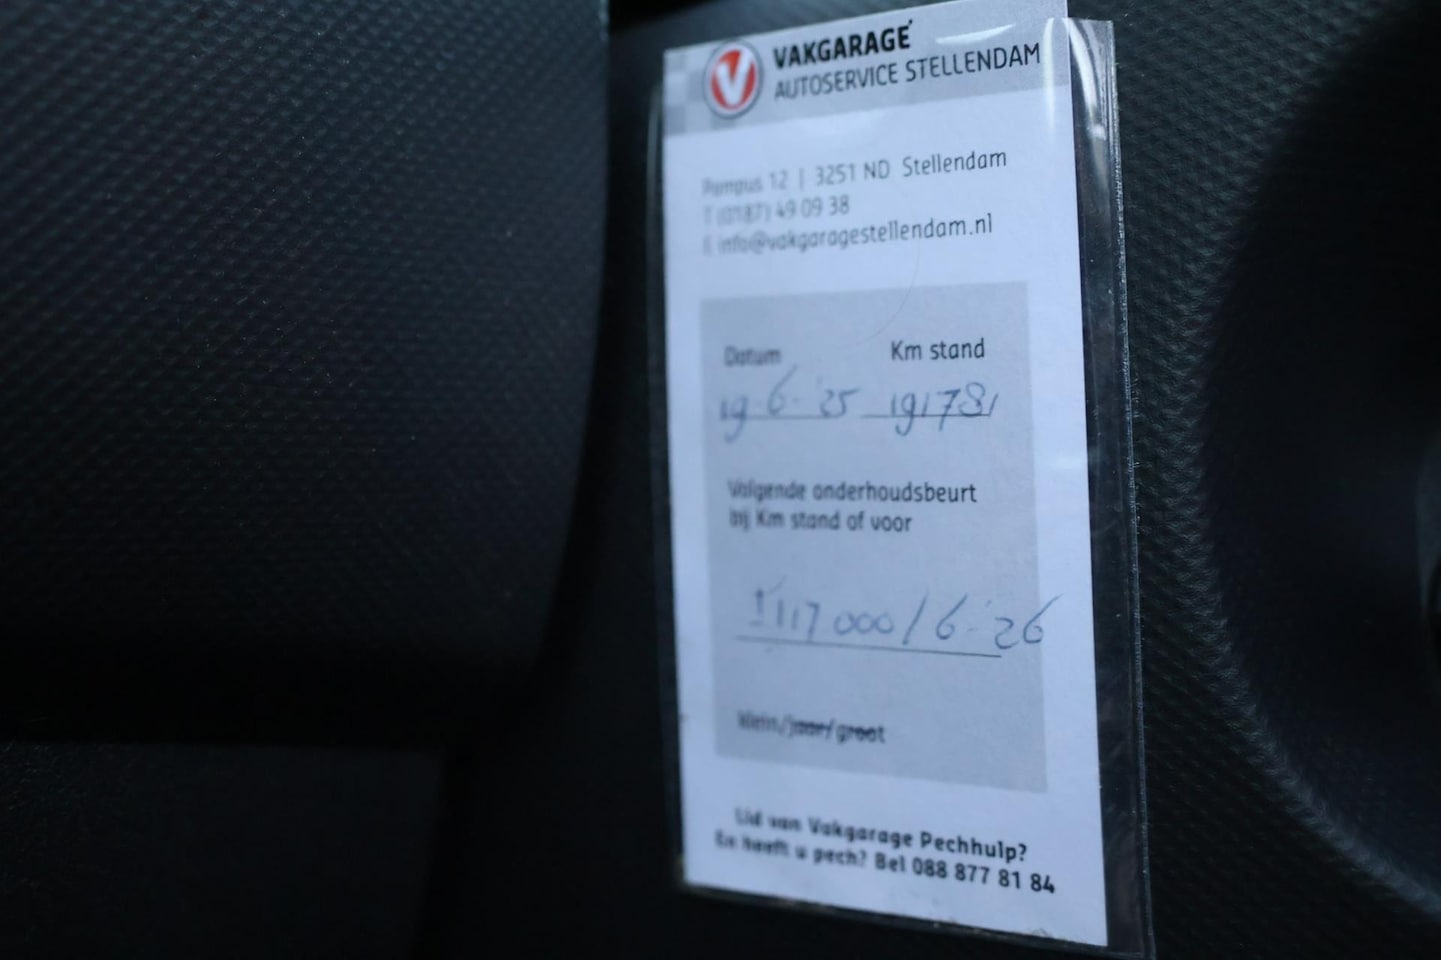 VAKGARAGE
AUTOSERVICE STELLENDAM
Pampus 12 | 3251 ND Stellendam
T (0187) 49 09 38
E info@vakgaragestellendam.nl
Datum Km stand
19-6-'25 191781
Volgende onderhoudsbeurt
bij Km stand of voor
± 117 000 / 6-'26
klein/jaar/groot
Lid van Vakgarage Pechhulp?
En heeft u pech? Bel 088 877 81 84